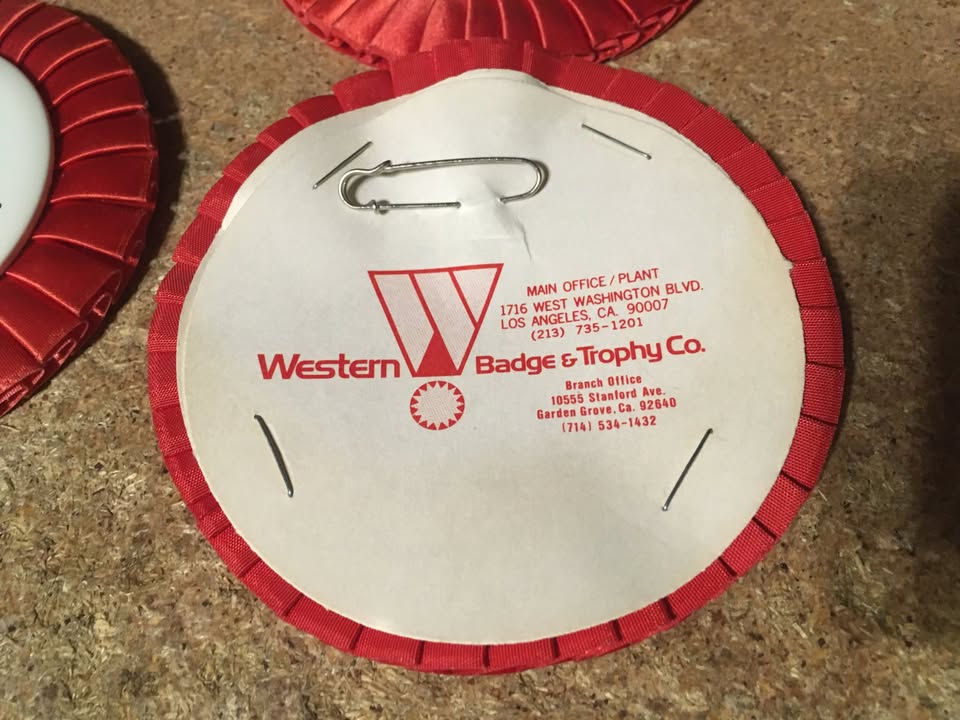 MAIN OFFICE / PLANT
1716 WEST WASHINGTON BLVD.
LOS ANGELES, CA. 90007
(213) 735-1201
Western W Badge & Trophy Co.
Branch Office
10555 Stanford Ave.
Garden Grove, Ca. 92640
(714) 534-1432